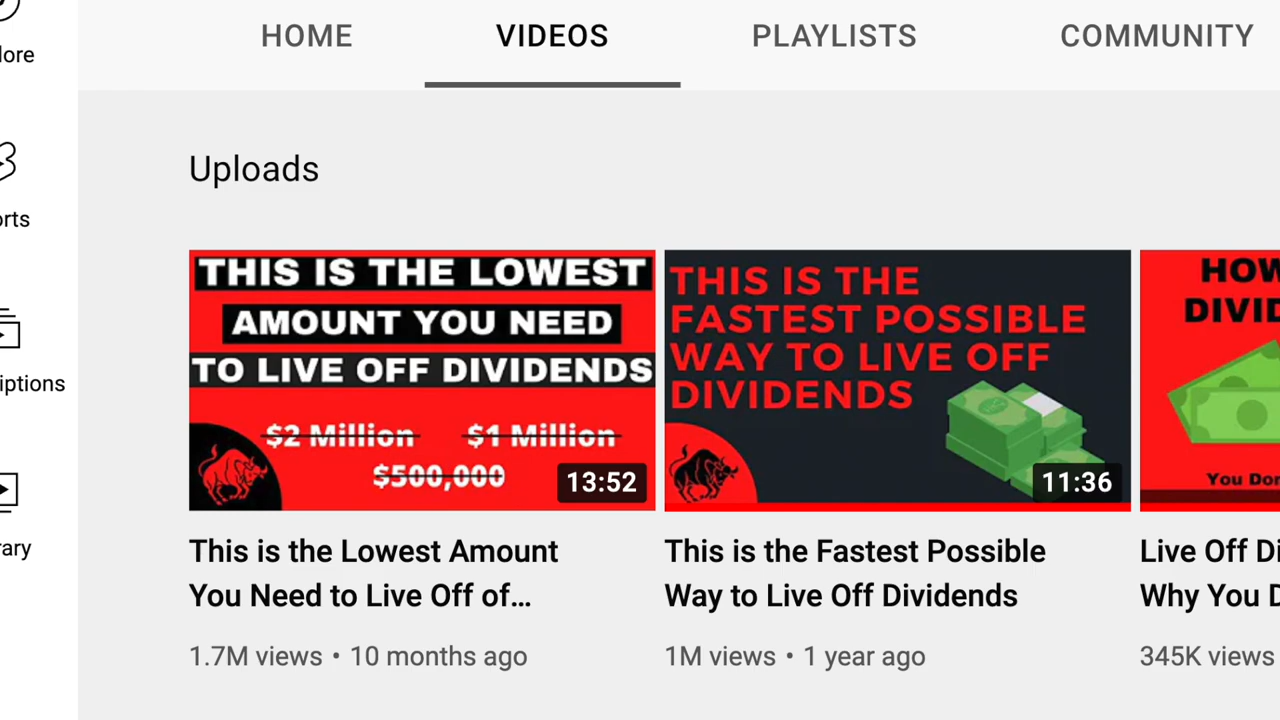 HOME VIDEOS PLAYLISTS COMMUNITY
lore
orts
iptions
rary
Uploads
THIS IS THE LOWEST
AMOUNT YOU NEED
TO LIVE OFF DIVIDENDS
$2 Million $1 Million
$500,000
13:52
This is the Lowest Amount
You Need to Live Off of...
1.7M views • 10 months ago
THIS IS THE
FASTEST POSSIBLE
WAY TO LIVE OFF
DIVIDENDS
11:36
This is the Fastest Possible
Way to Live Off Dividends
1M views • 1 year ago
HOW
DIVID
You Don
Live Off Di
Why You D
345K views